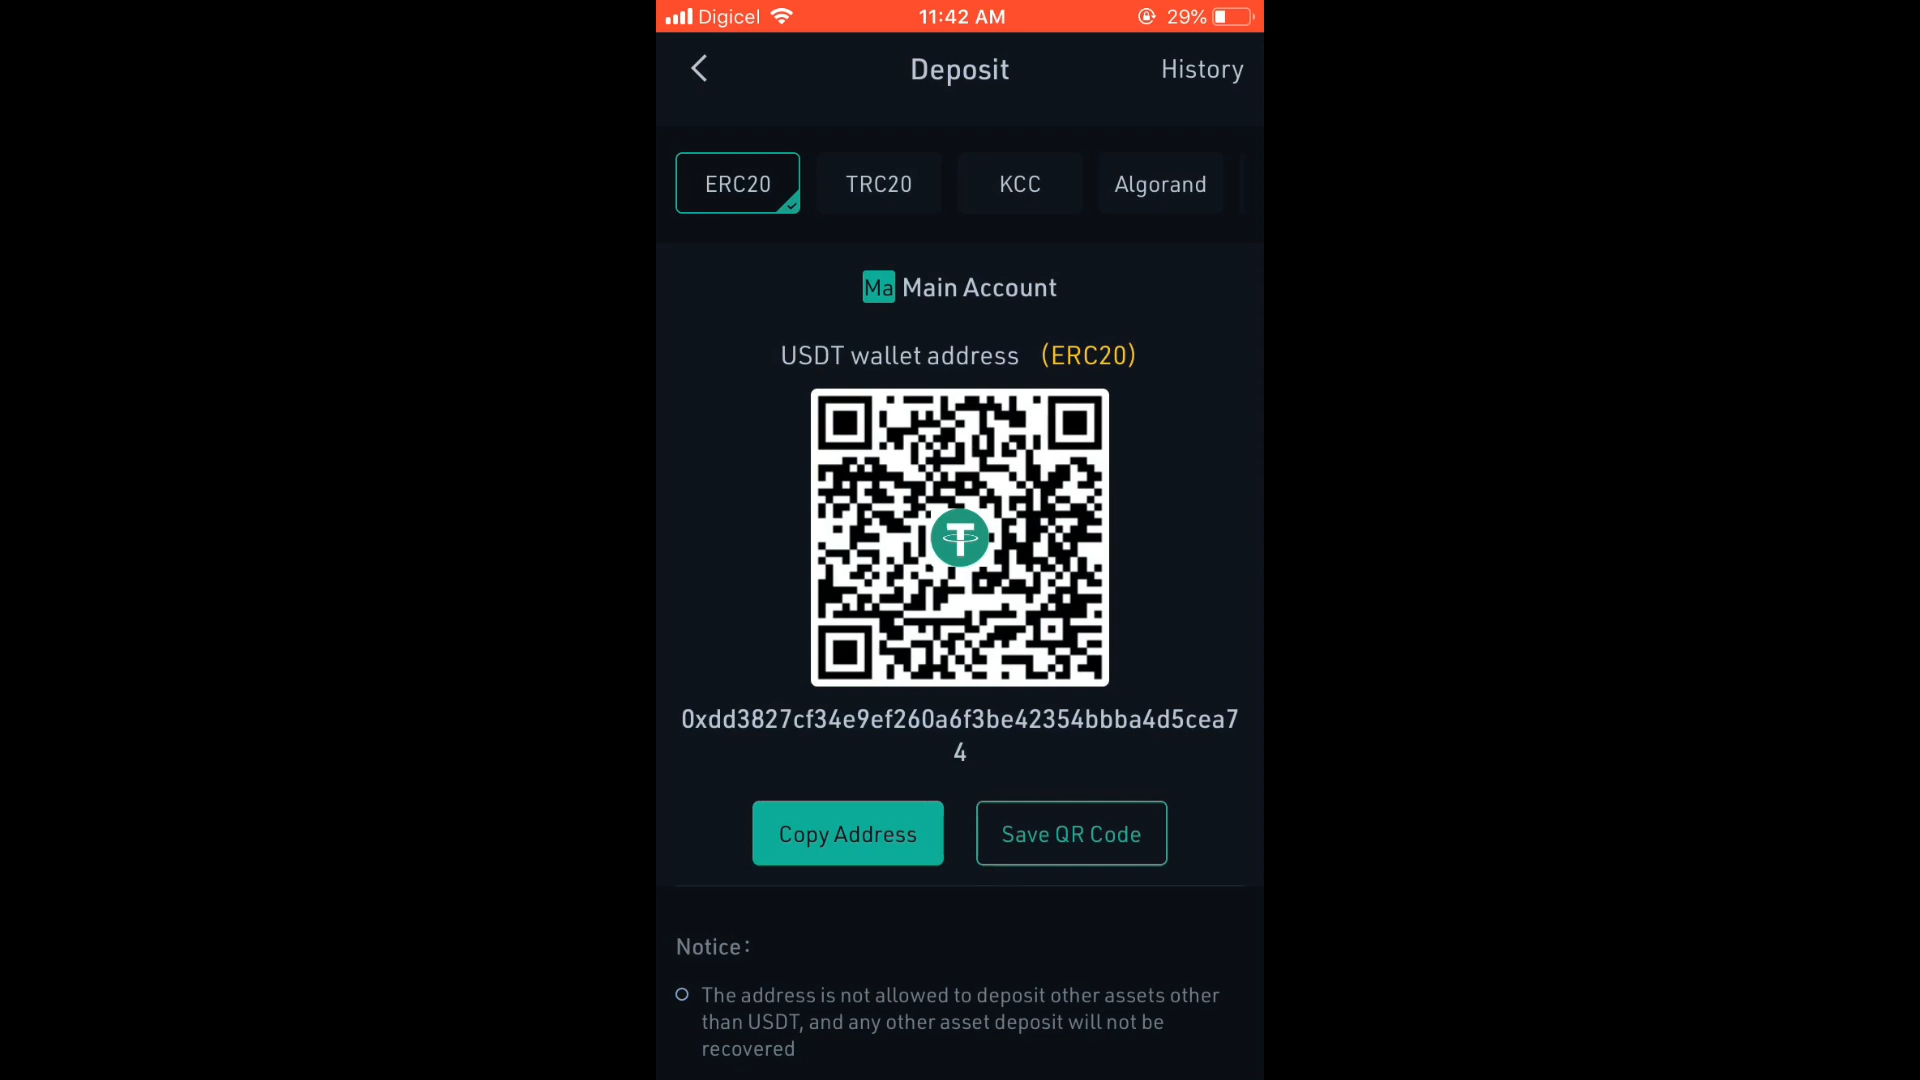 Digicel 11:42 AM 29%
Deposit History
ERC20 TRC20 KCC Algorand
Ma Main Account
USDT wallet address (ERC20)
0xdd3827cf34e9ef260a6f3be42354bbba4d5cea7
4
Copy Address Save QR Code
Notice:
The address is not allowed to deposit other assets other
than USDT, and any other asset deposit will not be
recovered